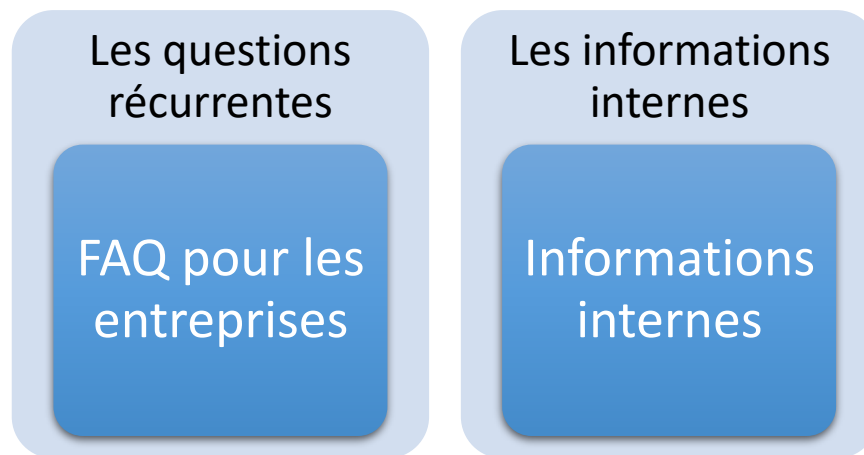 Les questions
récurrentes
FAQ pour les
entreprises
Les informations
internes
Informations
internes